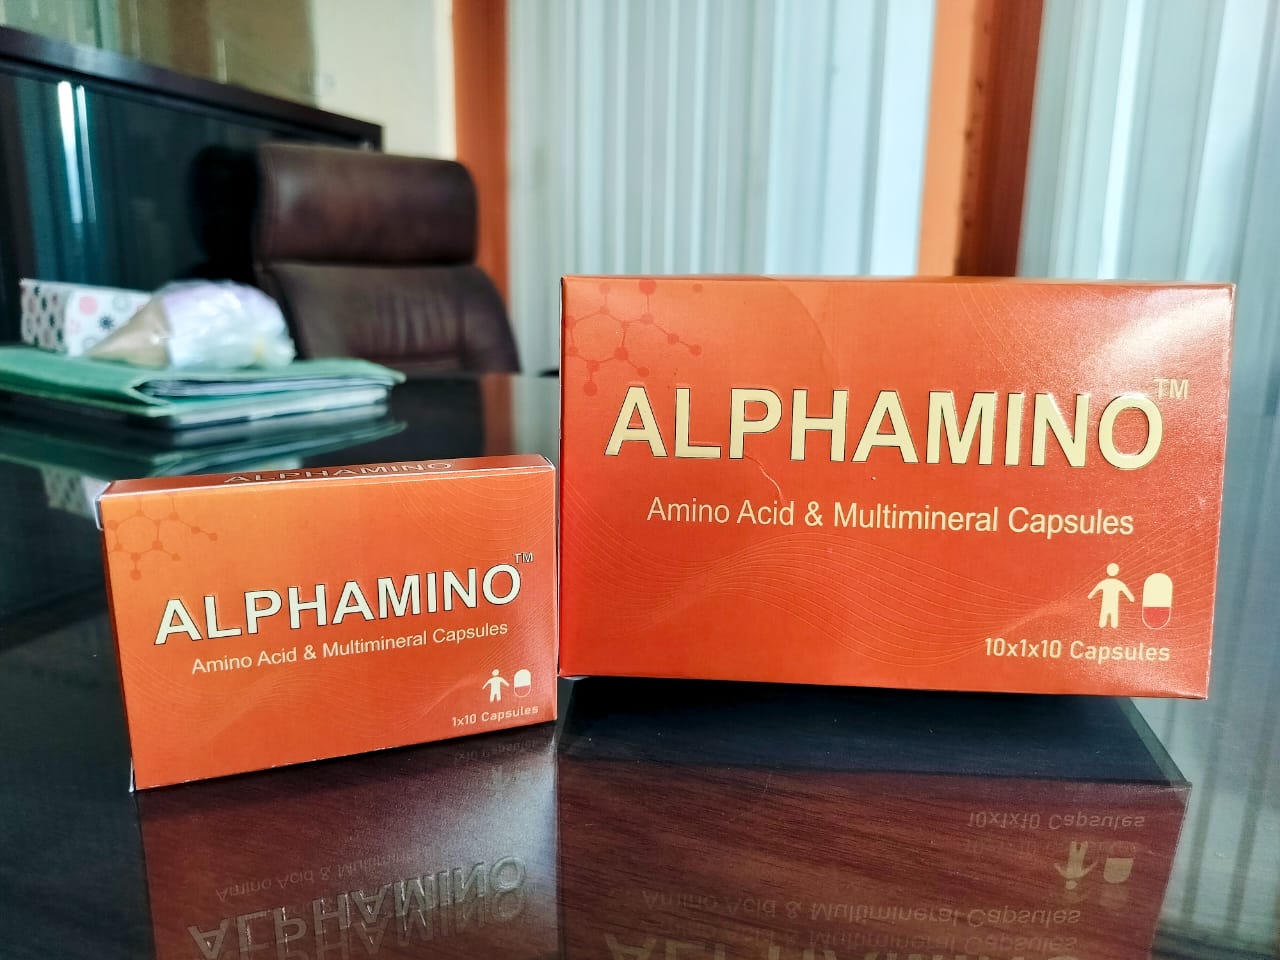 ALPHAMINO
ALPHAMINO™
Amino Acid & Multimineral Capsules
1x10 Capsules
ALPHAMINO™
Amino Acid & Multimineral Capsules
10x1x10 Capsules